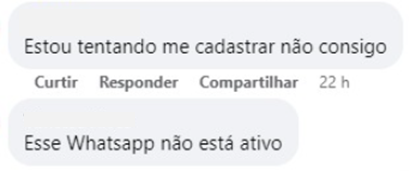 Estou tentando me cadastrar não consigo
Curtir Responder Compartilhar 22 h
Esse Whatsapp não está ativo